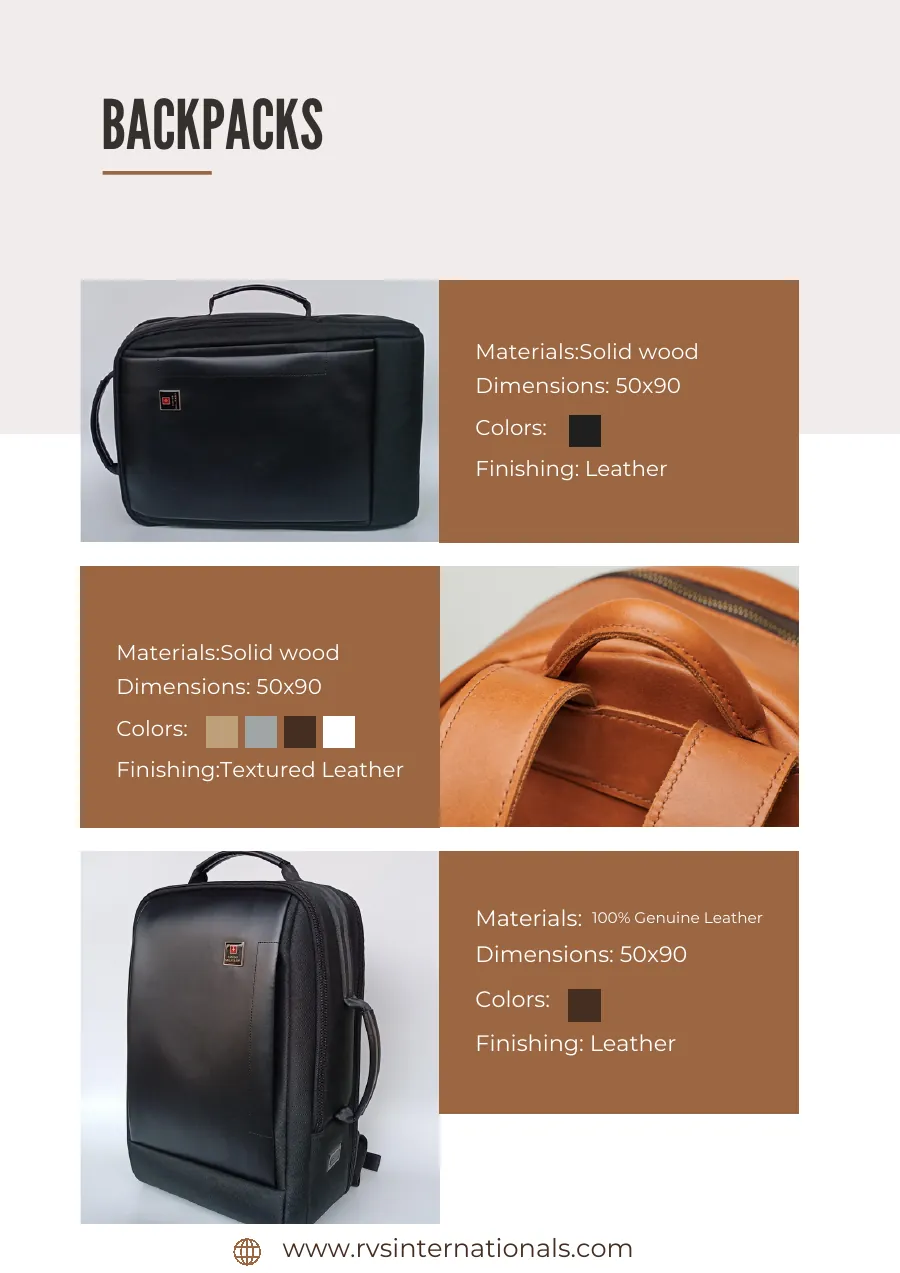 BACKPACKS
Materials:Solid wood
Dimensions: 50x90
Colors:
Finishing: Leather
Materials:Solid wood
Dimensions: 50x90
Colors:
Finishing:Textured Leather
Materials: 100% Genuine Leather
Dimensions: 50x90
Colors:
Finishing: Leather
www.rvsinternationals.com